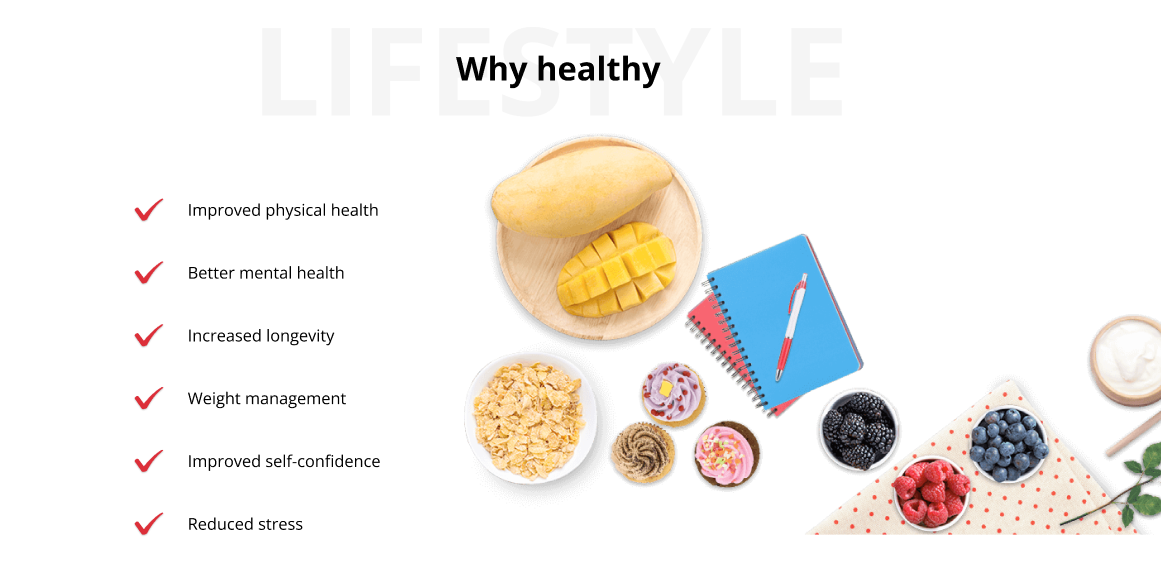 LIFESTYLE
Why healthy
Improved physical health
Better mental health
Increased longevity
Weight management
Improved self-confidence
Reduced stress